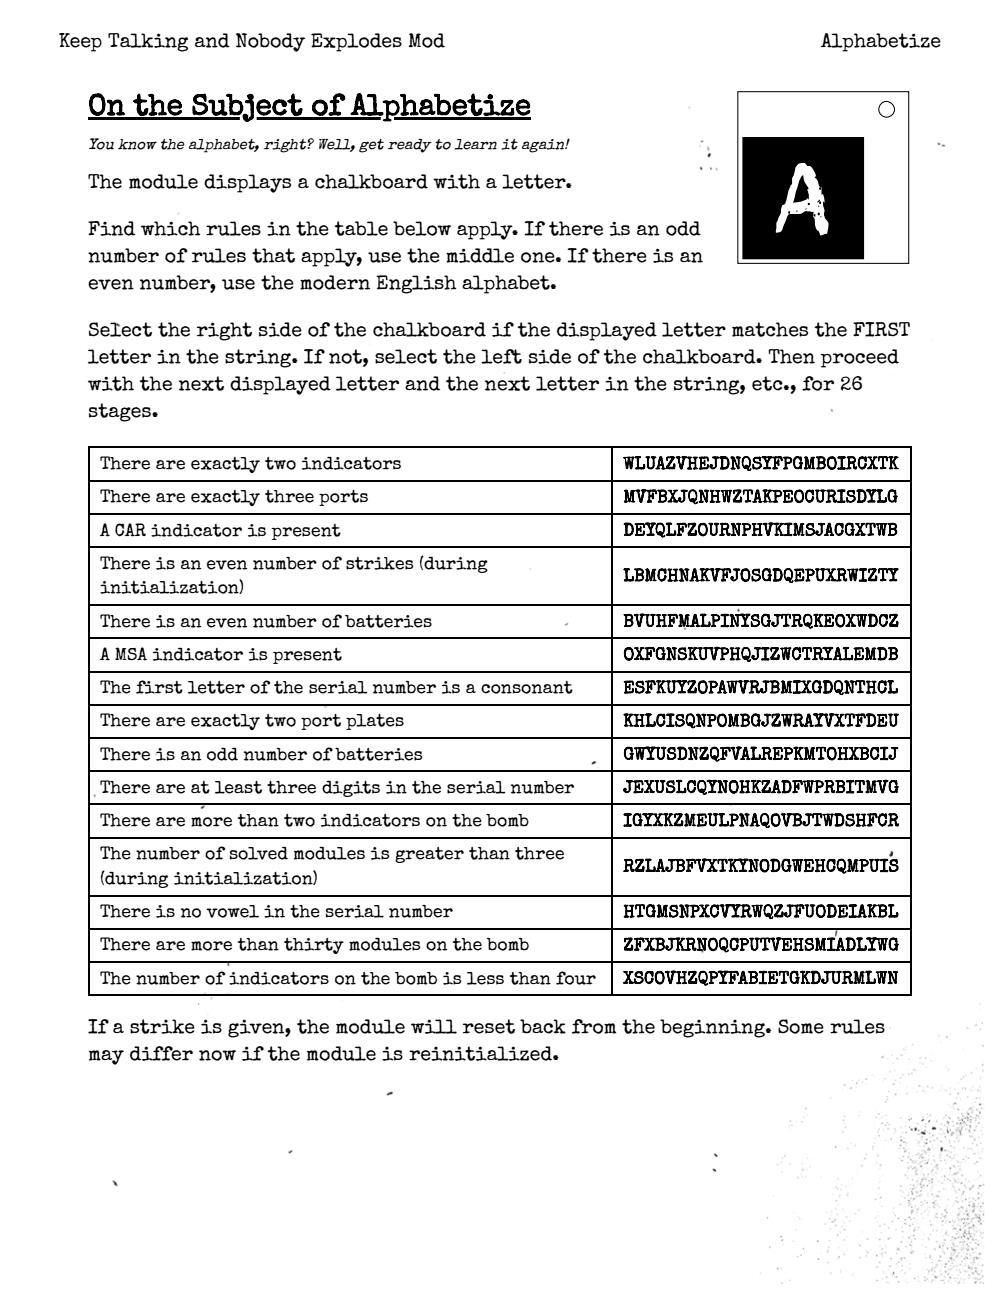 Keep Talking and Nobody Explodes Mod
Alphabetize
On the Subject of Alphabetize
You know the alphabet, right? Well, get ready to learn it again!
The module displays a chalkboard with a letter.
A
Find which rules in the table below apply. If there is an odd
number of rules that apply, use the middle one. If there is an
even number, use the modern English alphabet.
Select the right side of the chalkboard if the displayed letter matches the FIRST
letter in the string. If not, select the left side of the chalkboard. Then proceed
with the next displayed letter and the next letter in the string, etc., for 26
stages.
There are exactly two indicators WLUAZVHEJDNQSYFPGMBOIRCXTK
There are exactly three ports MVFBXJQNHWZTAKPEOCURISDYLG
A CAR indicator is present DEYQLFZOURNPHVKIMSJACGXTWB
There is an even number of strikes (during
initialization) LBMCHNAKVFJOSGDQEPUXRWIZTY
There is an even number of batteries BVUHFMALPINYSGJTRQKEOXWDCZ
A MSA indicator is present OXFGNSKUVPHQJIZWCTRYALEMDB
The first letter of the serial number is a consonant ESFKUYZOPAWVRJBMIXGDQNTHCL
There are exactly two port plates KHLCISQNPOMBGJZWRAYVXTFDEU
There is an odd number of batteries GWYUSDNZQFVALREPKMTOHXBCIJ
There are at least three digits in the serial number JEXUSLCQYNOHKZADFWPRBITMVG
There are more than two indicators on the bomb IGYXKZMEULPNAQOVBJTWDSHFCR
The number of solved modules is greater than three
(during initialization) RZLAJBFVXTKYNODGWEHCQMPUIS
There is no vowel in the serial number HTGMSNPXCVYRWQZJFUODEIAKBL
There are more than thirty modules on the bomb ZFXBJKRNOQCPUTVEHSMIADLYWG
The number of indicators on the bomb is less than four XSCOVHZQPYFABIETGKDJURMLWN
If a strike is given, the module will reset back from the beginning. Some rules
may differ now if the module is reinitialized.